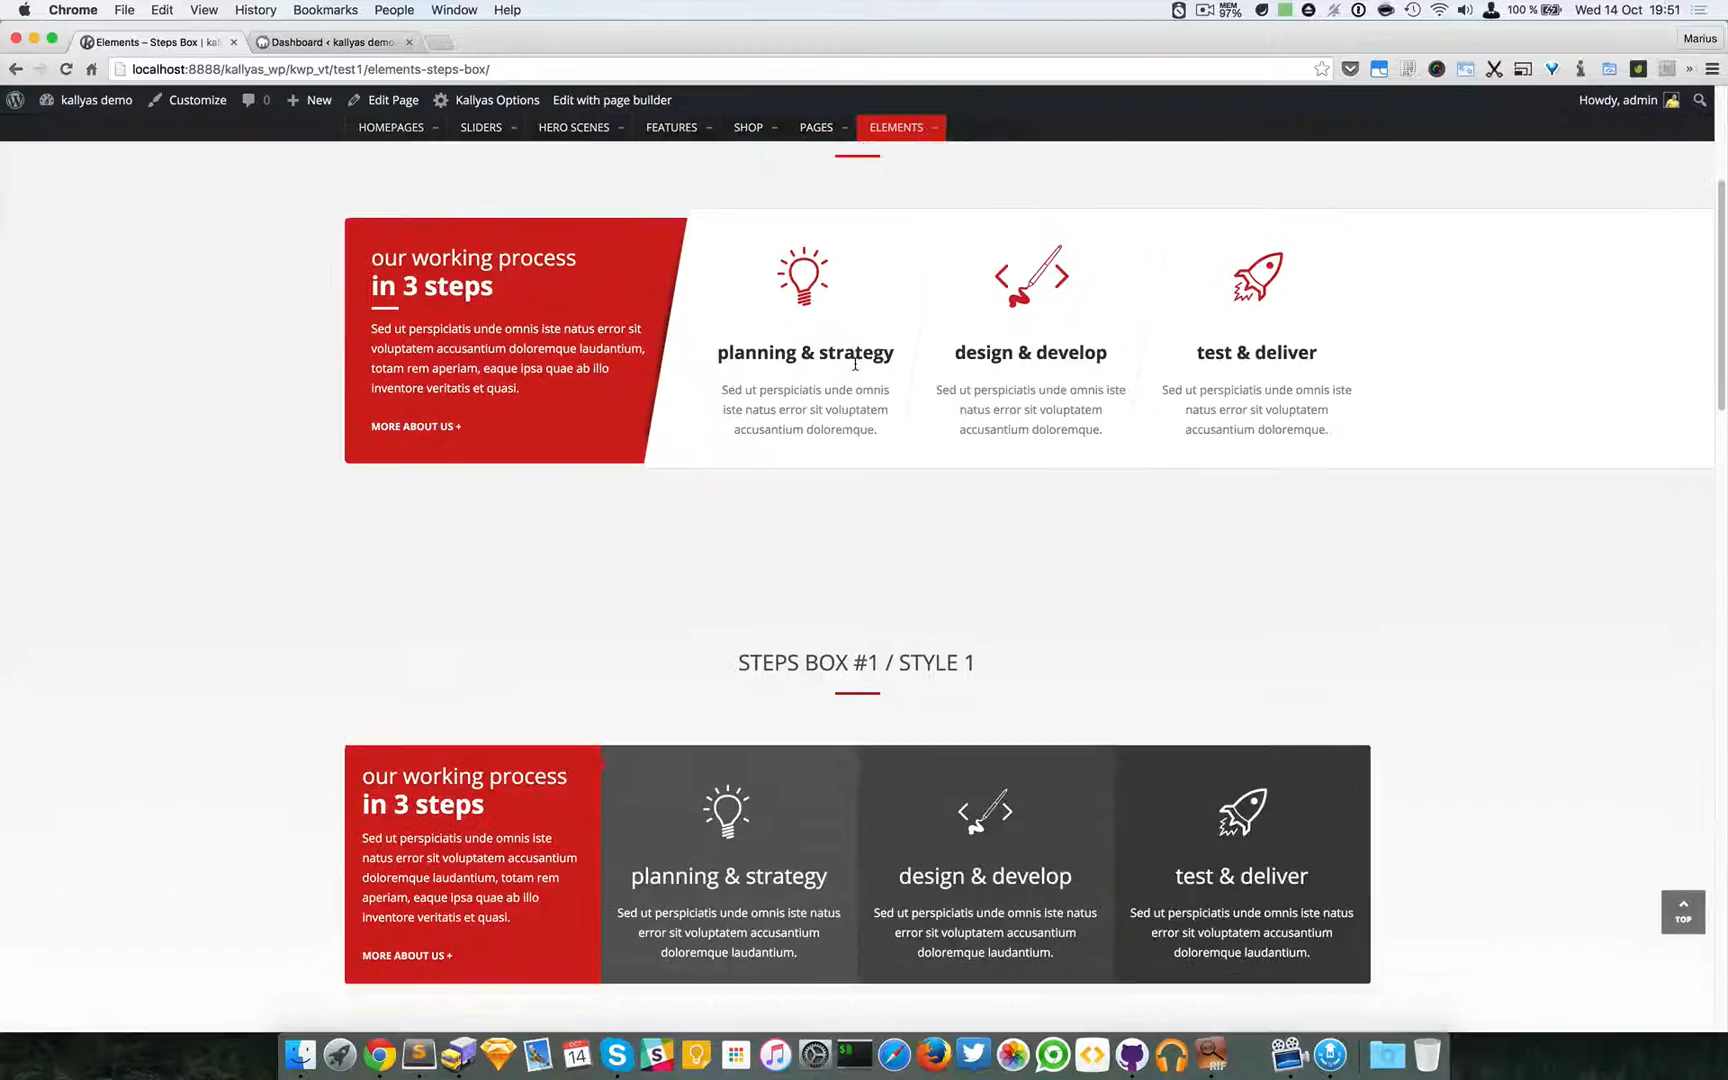 Chrome File Edit View History Bookmarks People Window Help
MEM 97% 100 % Wed 14 Oct 19:51
Elements – Steps Box | kal
Dashboard ‹ kallyas demo
Marius
localhost:8888/kallyas_wp/kwp_vt/test1/elements-steps-box/
kallyas demo Customize 0 New Edit Page Kallyas Options Edit with page builder Howdy, admin
HOMEPAGES SLIDERS HERO SCENES FEATURES SHOP PAGES ELEMENTS
our working process
in 3 steps
Sed ut perspiciatis unde omnis iste natus error sit
voluptatem accusantium doloremque laudantium,
totam rem aperiam, eaque ipsa quae ab illo
inventore veritatis et quasi.
MORE ABOUT US +
planning & strategy
Sed ut perspiciatis unde omnis
iste natus error sit voluptatem
accusantium doloremque.
design & develop
Sed ut perspiciatis unde omnis iste
natus error sit voluptatem
accusantium doloremque.
test & deliver
Sed ut perspiciatis unde omnis iste
natus error sit voluptatem
accusantium doloremque.
STEPS BOX #1 / STYLE 1
our working process
in 3 steps
Sed ut perspiciatis unde omnis iste
natus error sit voluptatem accusantium
doloremque laudantium, totam rem
aperiam, eaque ipsa quae ab illo
inventore veritatis et quasi.
MORE ABOUT US +
planning & strategy
Sed ut perspiciatis unde omnis iste natus
error sit voluptatem accusantium
doloremque laudantium.
design & develop
Sed ut perspiciatis unde omnis iste natus
error sit voluptatem accusantium
doloremque laudantium.
test & deliver
Sed ut perspiciatis unde omnis iste natus
error sit voluptatem accusantium
doloremque laudantium.
TOP
14